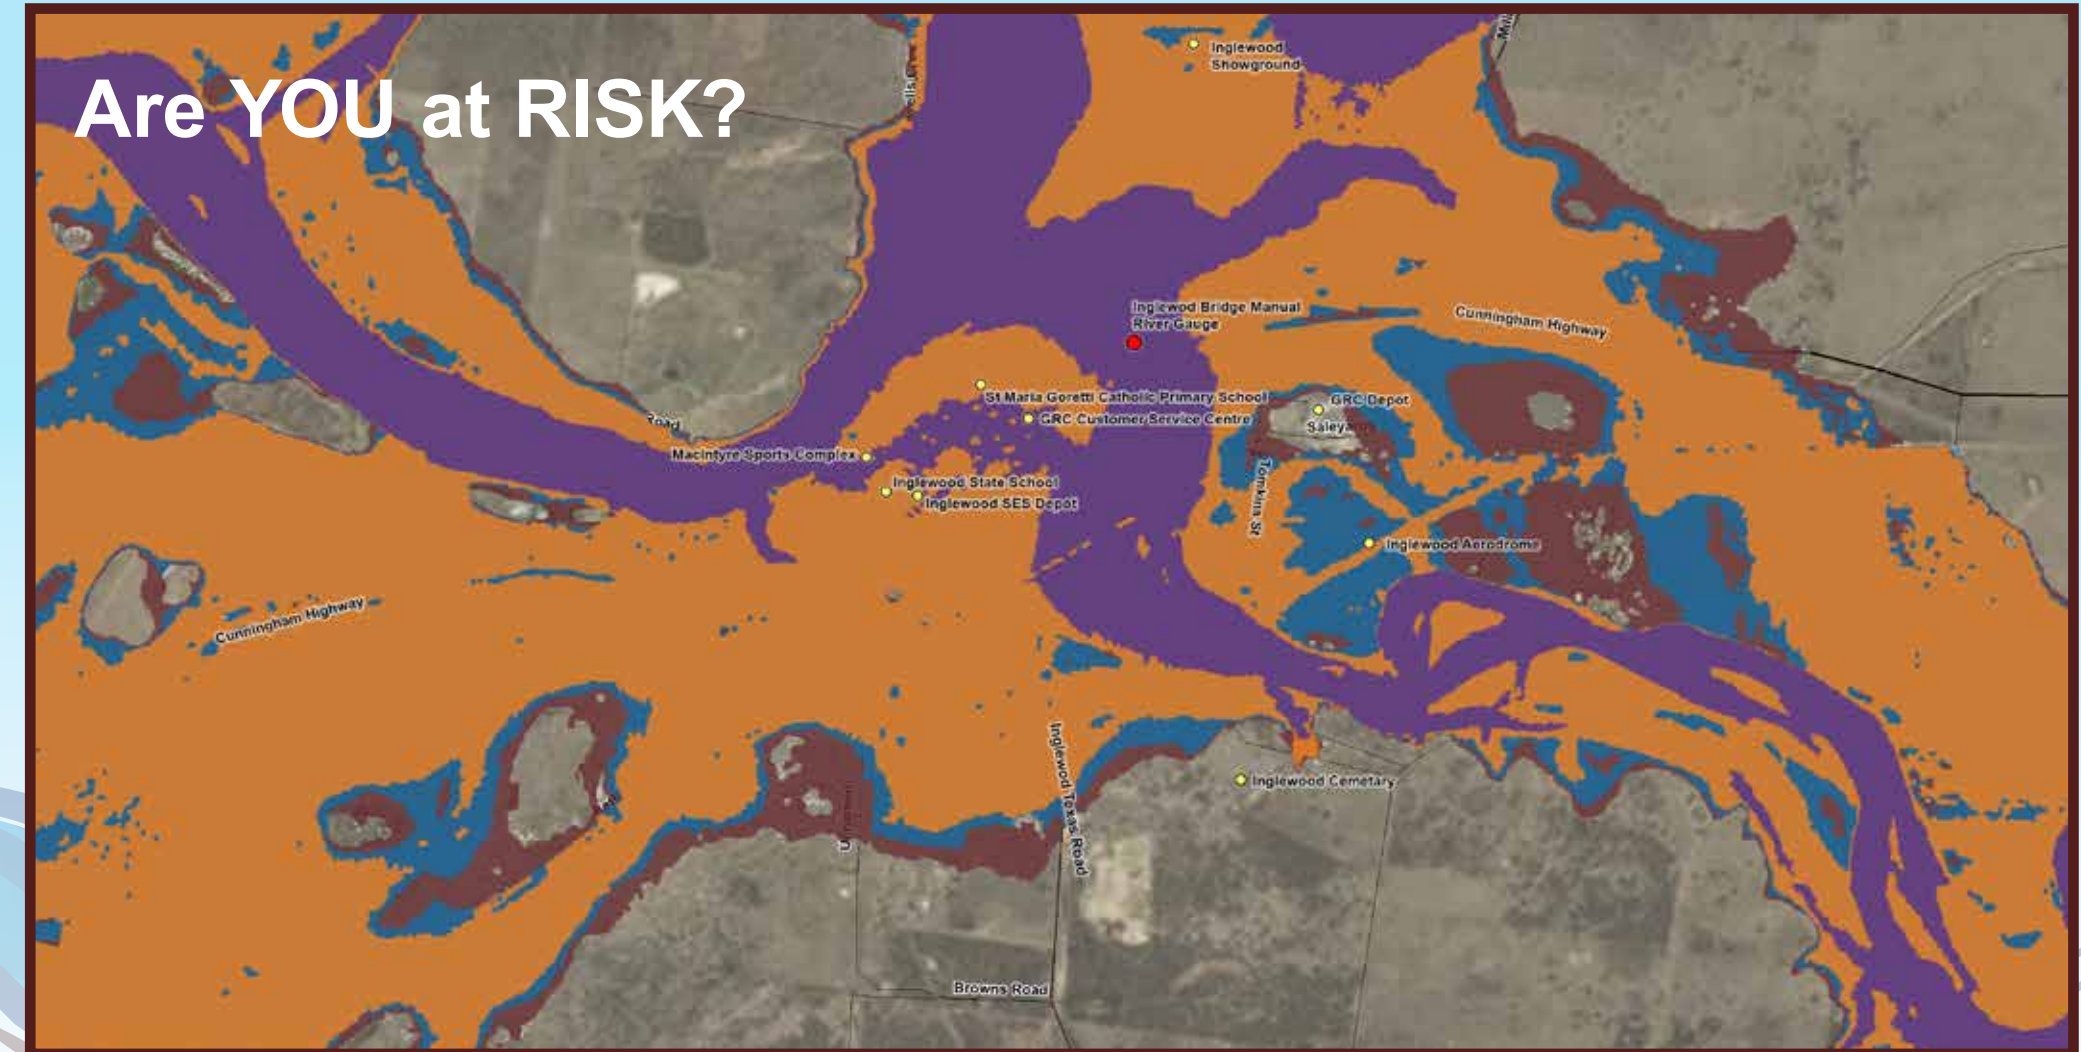 Are YOU at RISK?
Inglewood
Showground
Inglewod Bridge Manual
River Gauge
Cunningham Highway
St Maria Goretti Catholic Primary School
GRC Depot
GRC Customer Service Centre
Saleya
Road
Macintyre Sports Complex
Tomkins St
Inglewood State School
Inglewood SES Depot
Inglewood Aerodrome
Cunningham Highway
Inglewood Texas Road
Inglewood Cemetary
Browns Road